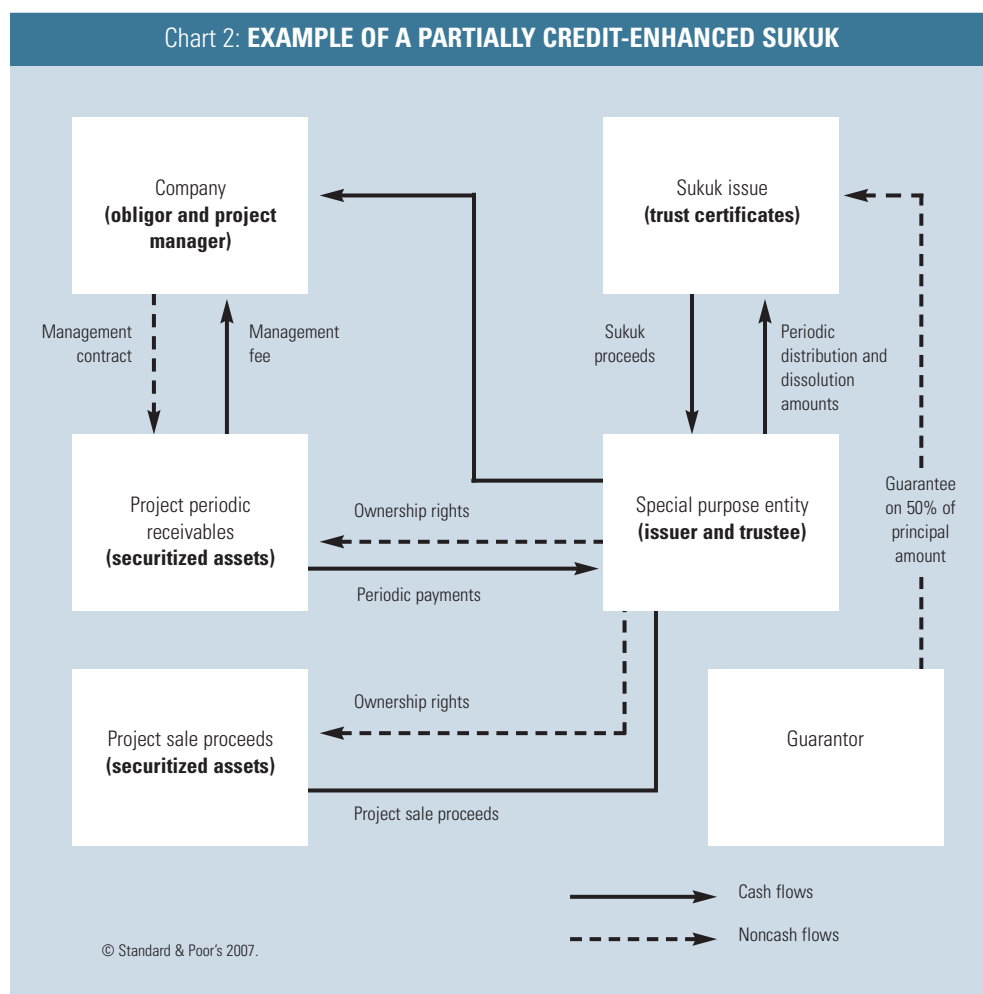 Chart 2: EXAMPLE OF A PARTIALLY CREDIT-ENHANCED SUKUK
Company
(obligor and project
manager)
Sukuk issue
(trust certificates)
Management
contract
Management
fee
Sukuk
proceeds
Periodic
distribution and
dissolution
amounts
Project periodic
receivables
(securitized assets)
Ownership rights
Periodic payments
Special purpose entity
(issuer and trustee)
Guarantee
on 50% of
principal
amount
Project sale proceeds
(securitized assets)
Ownership rights
Project sale proceeds
Guarantor
Cash flows
Noncash flows
© Standard & Poor's 2007.